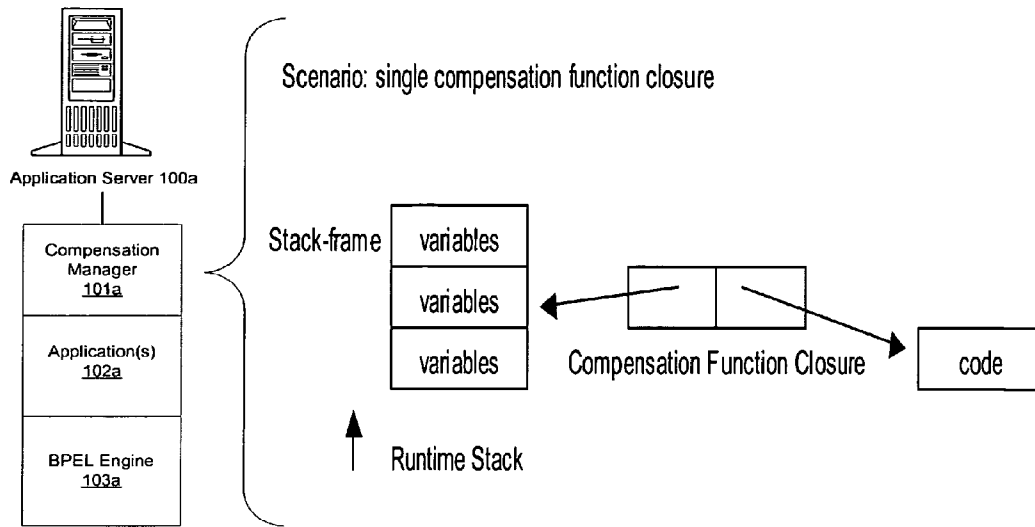 Scenario: single compensation function closure
Application Server 100a
Compensation
Manager
101a
Application(s)
102a
BPEL Engine
103a
Stack-frame
variables
variables
variables
Compensation Function Closure
code
Runtime Stack